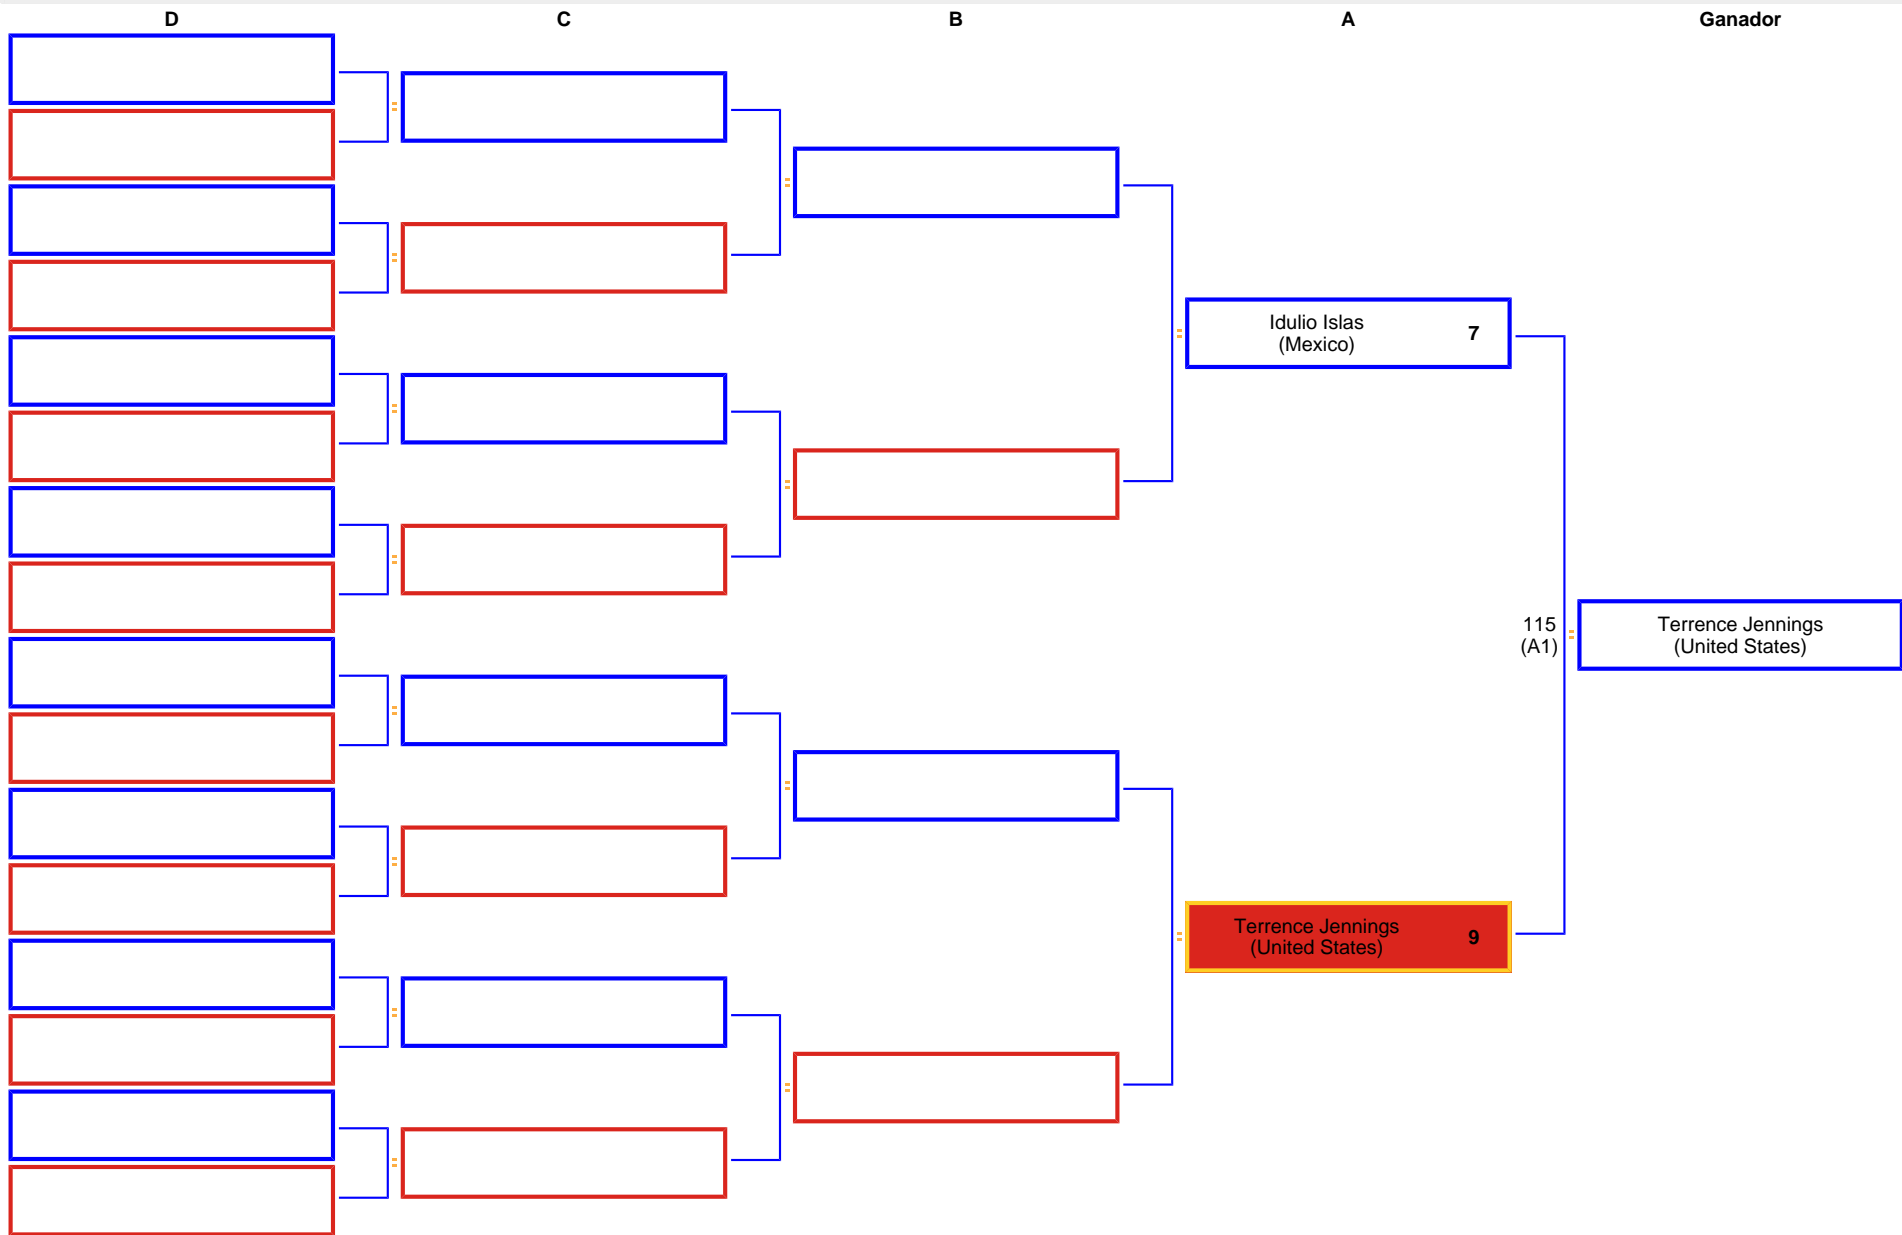 D
C
B
A
Ganador
Idulio Islas
(Mexico)
7
115
(A1)
Terrence Jennings
(United States)
Terrence Jennings
(United States)
9